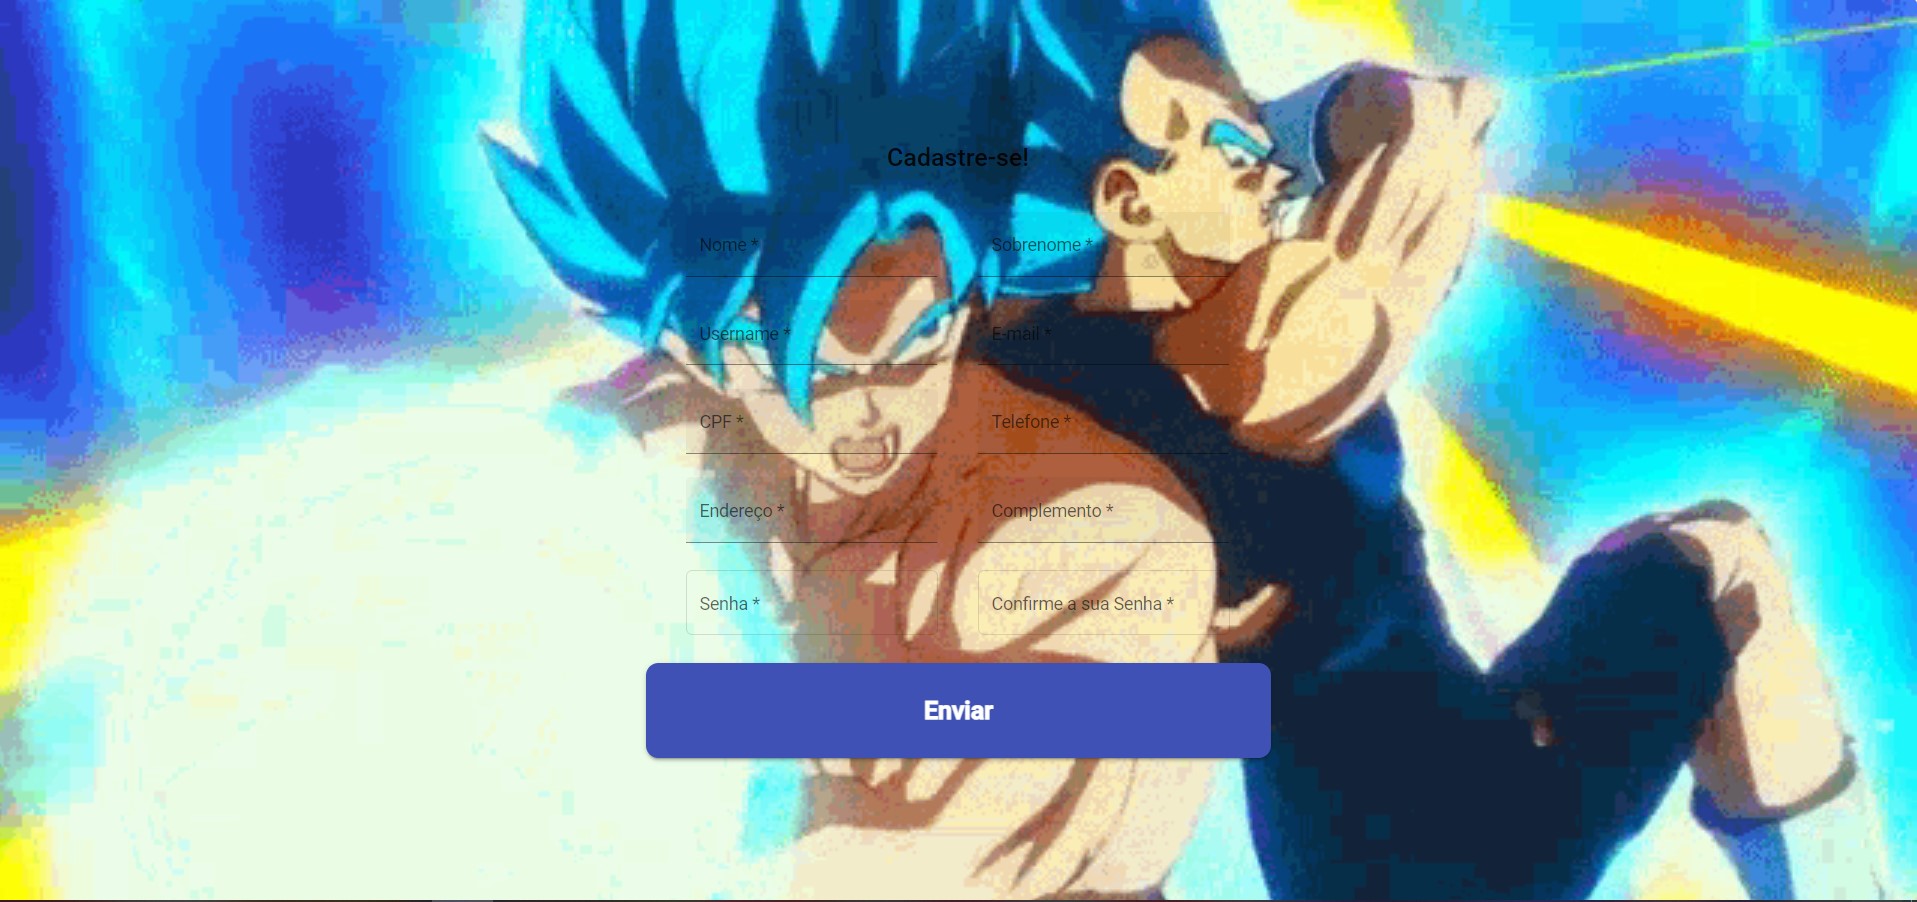 Cadastre-se!
Nome * Sobrenome *
Username * E-mail *
CPF * Telefone *
Endereço * Complemento *
Senha * Confirme a sua Senha *
Enviar